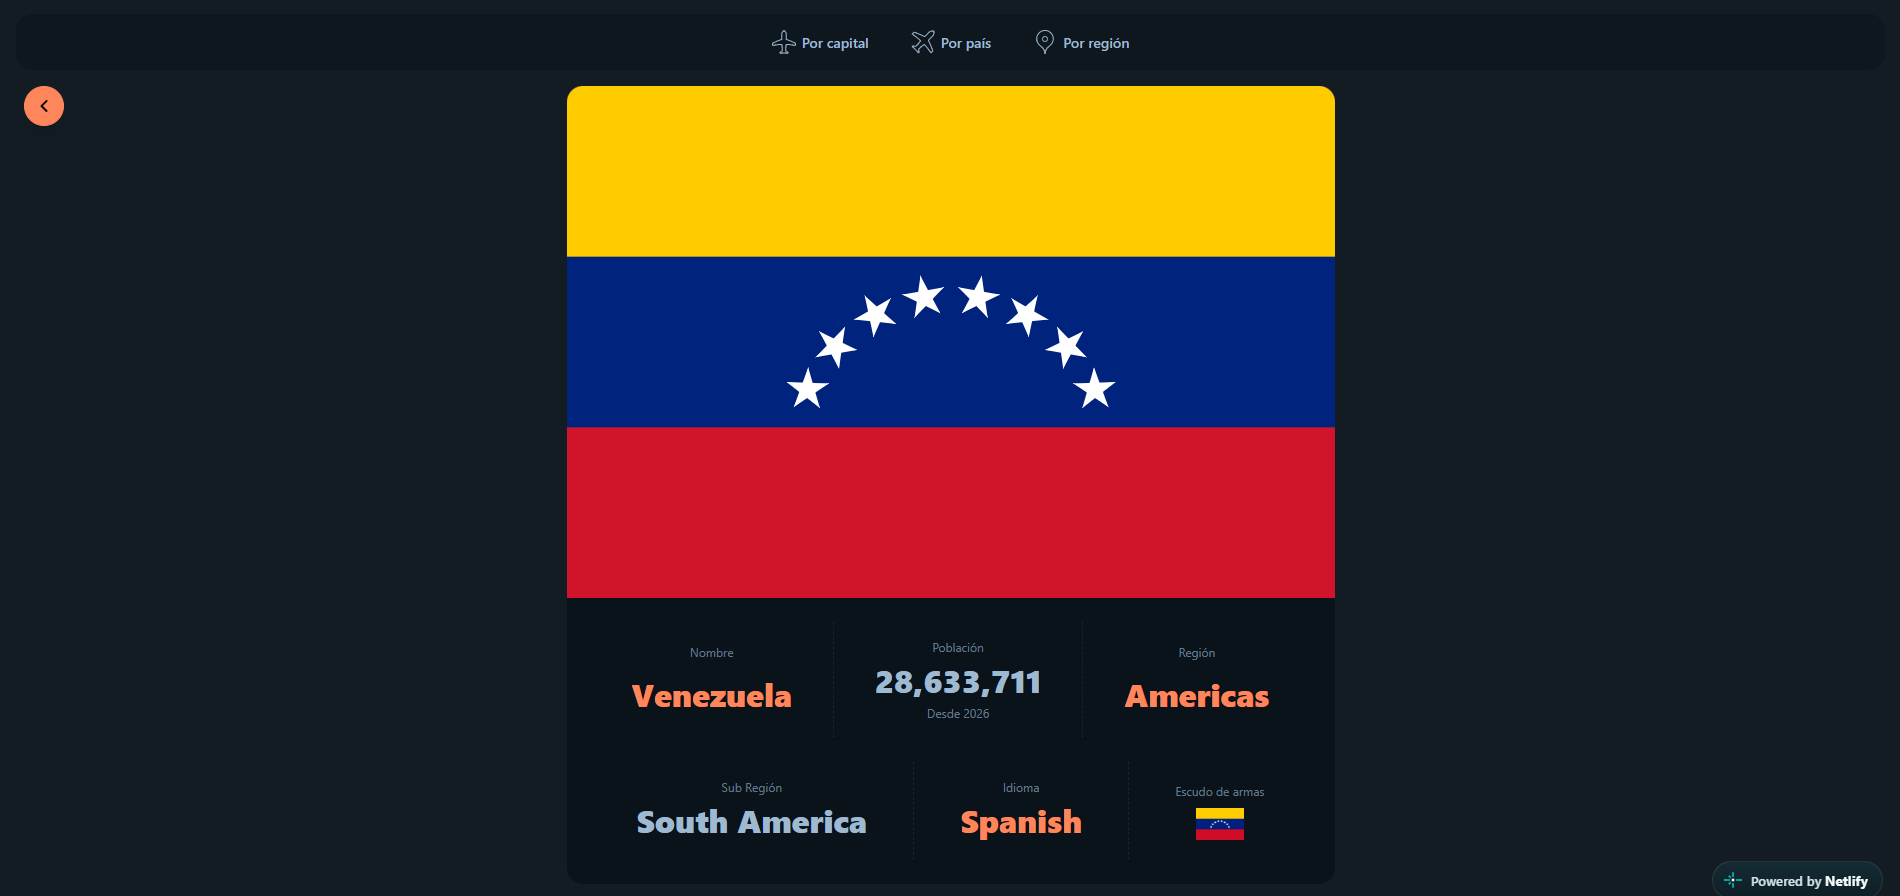 Por capital
Por país
Por región
Nombre
Venezuela
Población
28,633,711
Desde 2026
Región
Americas
Sub Región
South America
Idioma
Spanish
Escudo de armas
Powered by Netlify